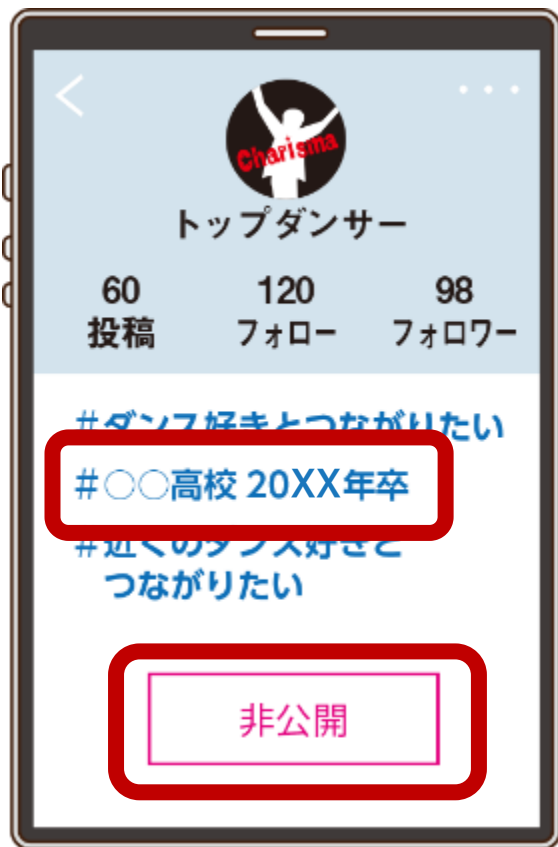 Charisma
トップダンサー
60 120 98
投稿 フォロー フォロワー
#ダンス好きとつながりたい
#○○高校 20XX年卒
#近くのダンス好きと
つながりたい
非公開